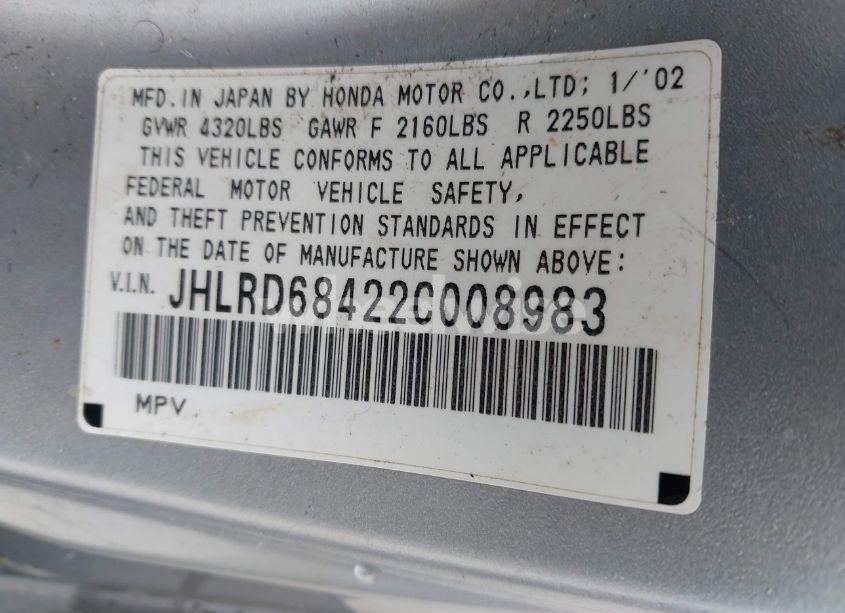 MFD. IN JAPAN BY HONDA MOTOR CO.,LTD; 1/'02
GVWR 4320LBS GAWR F 2160LBS R 2250LBS
THIS VEHICLE CONFORMS TO ALL APPLICABLE
FEDERAL MOTOR VEHICLE SAFETY,
AND THEFT PREVENTION STANDARDS IN EFFECT
ON THE DATE OF MANUFACTURE SHOWN ABOVE:
V.I.N. JHLRD68422C008983
MPV